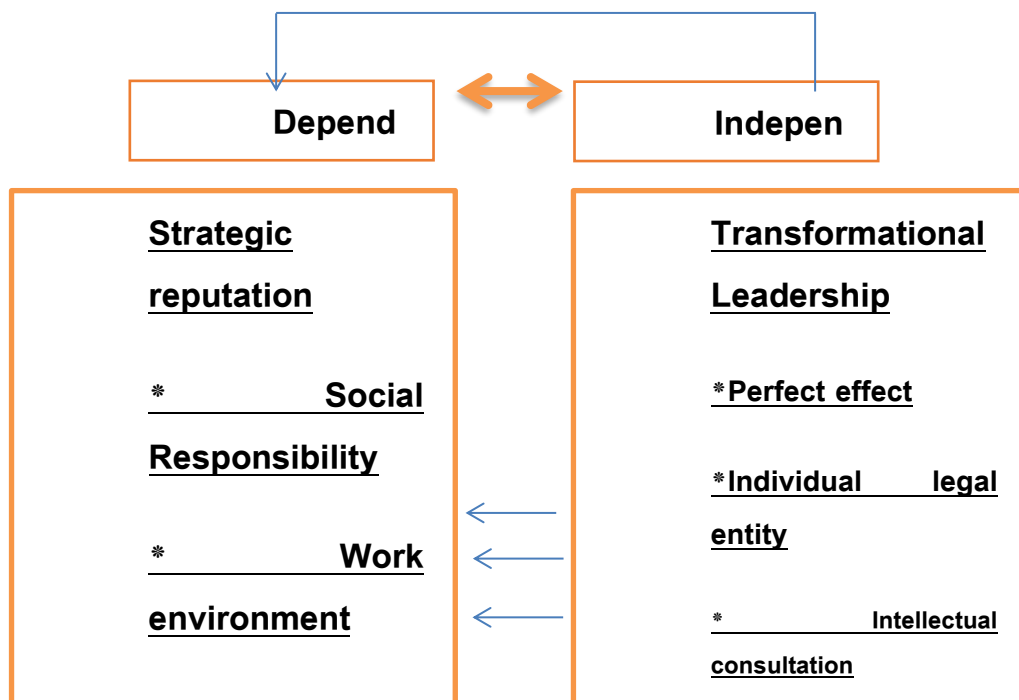 Depend
Indepen
Strategic
reputation
* Social
Responsibility
* Work
environment
Transformational
Leadership
*Perfect effect
*Individual legal
entity
* Intellectual
consultation